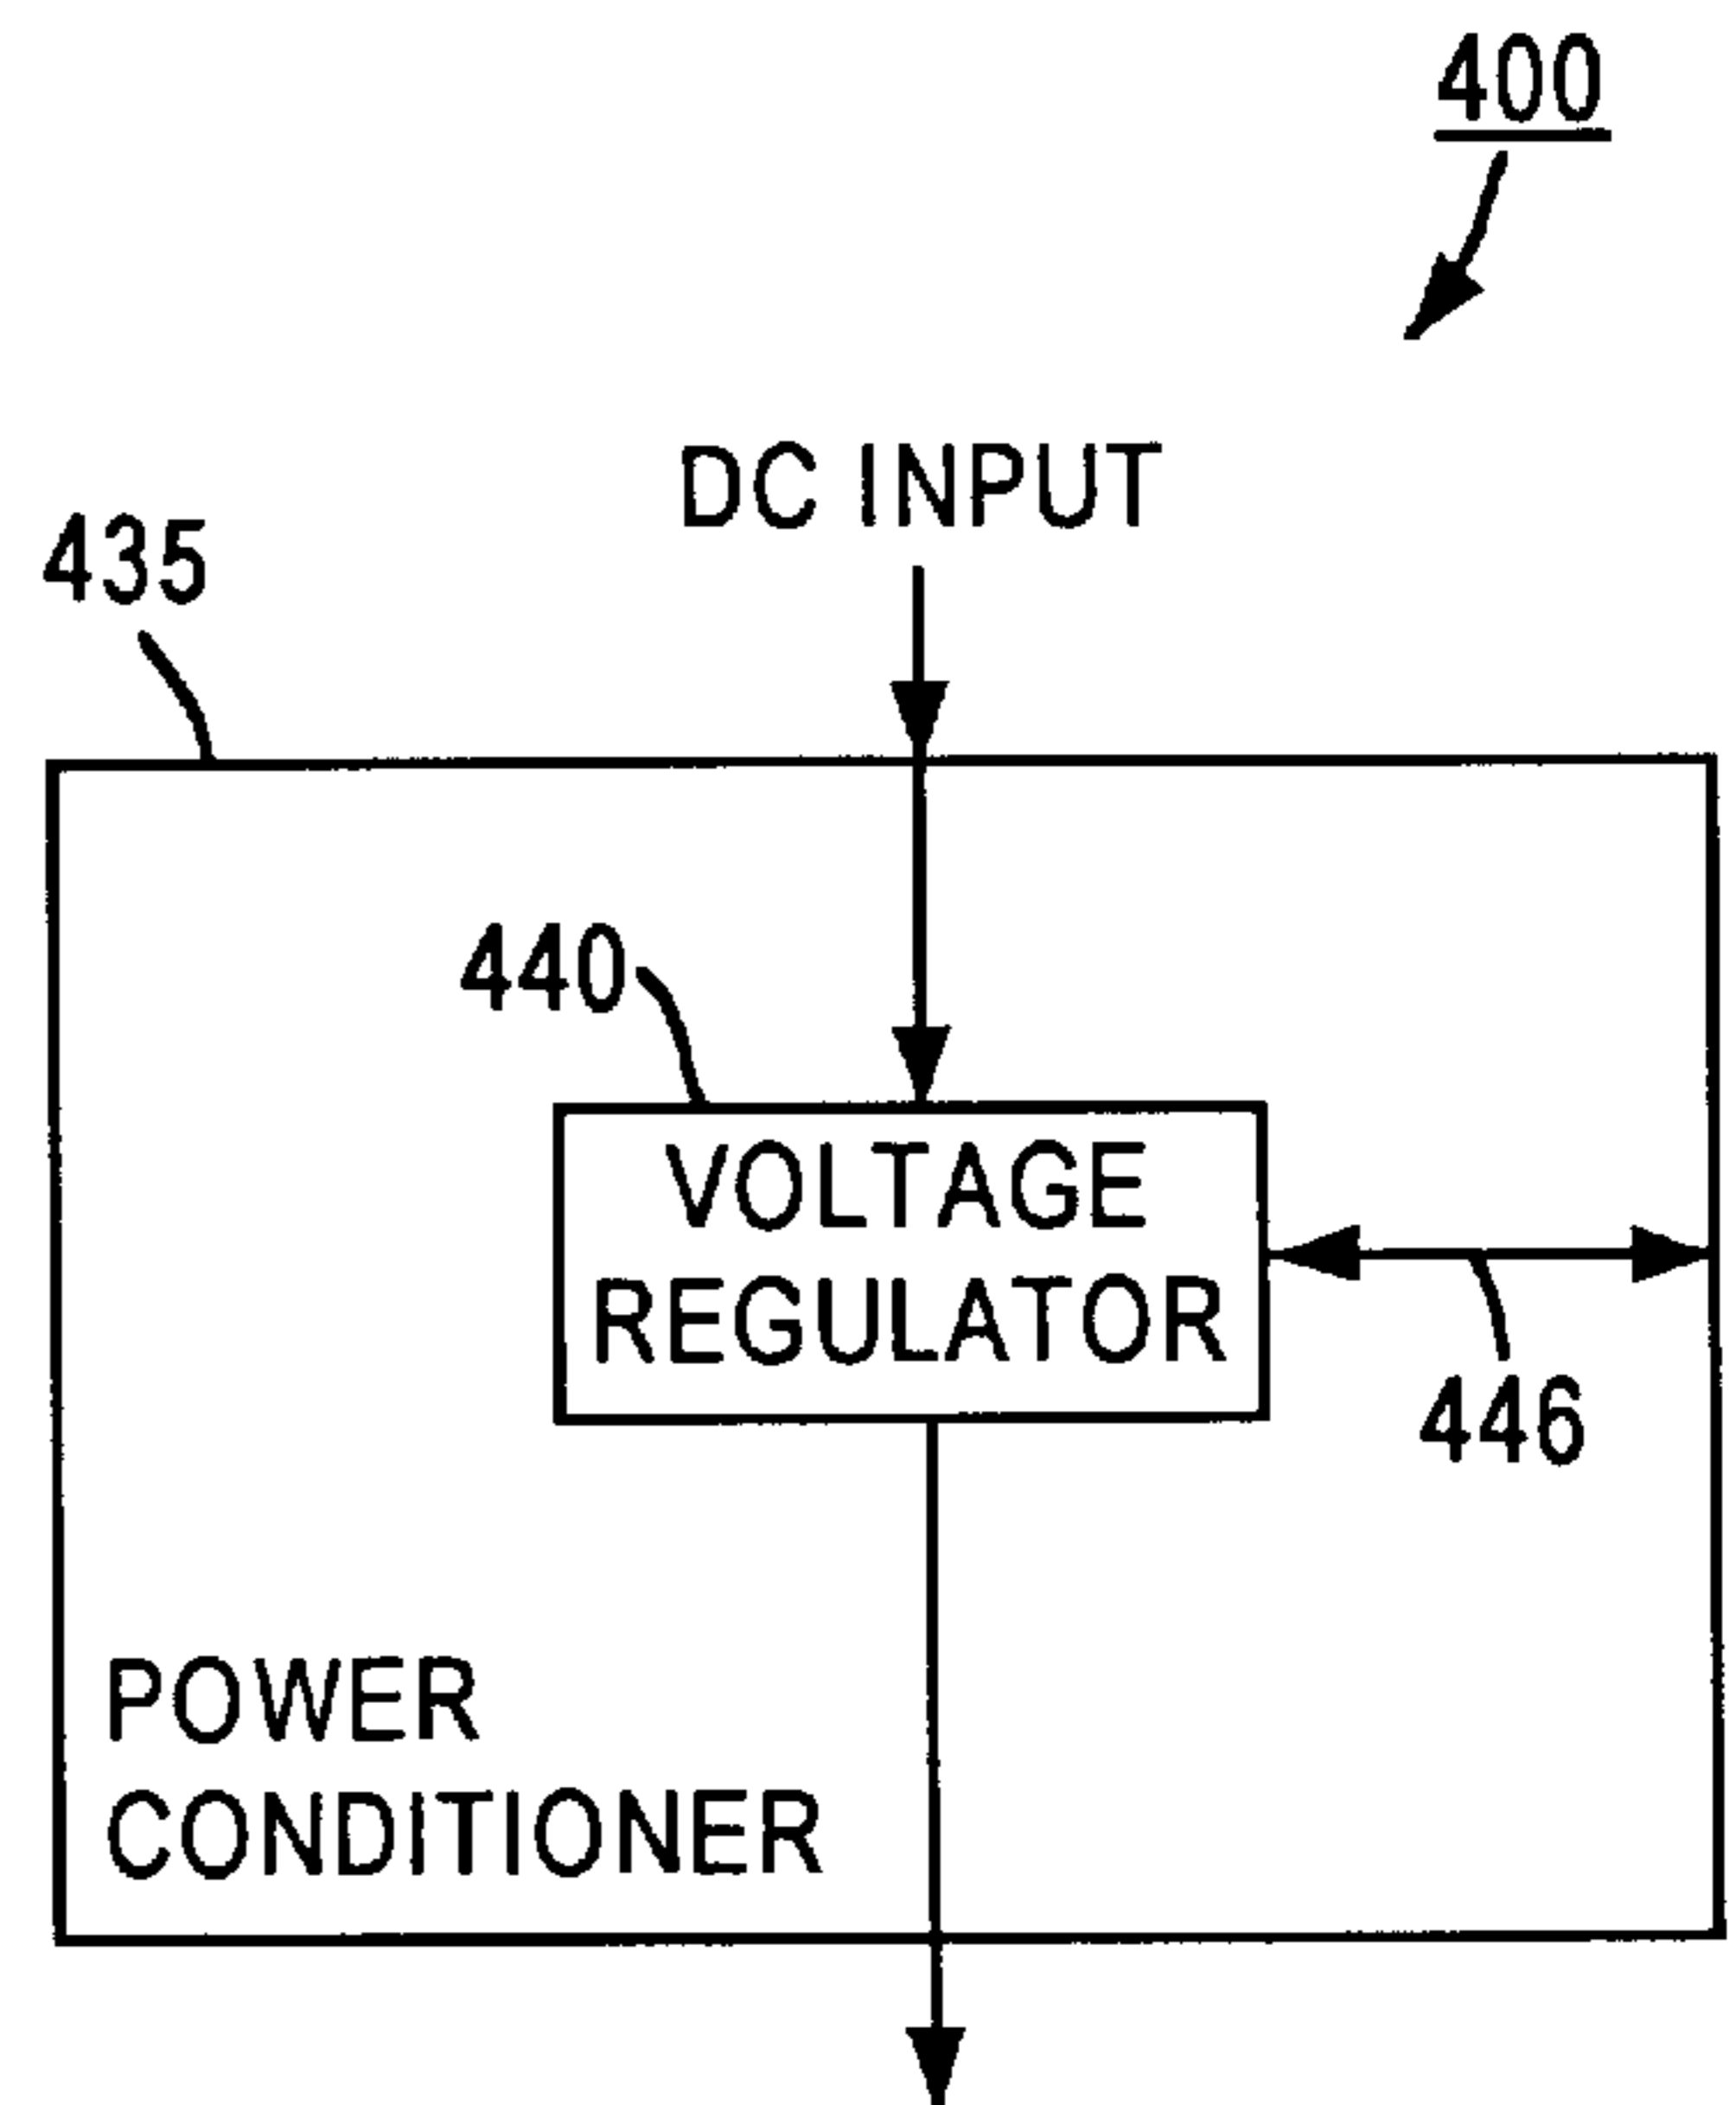 400
DC INPUT
435
440
VOLTAGE
REGULATOR
446
POWER
CONDITIONER